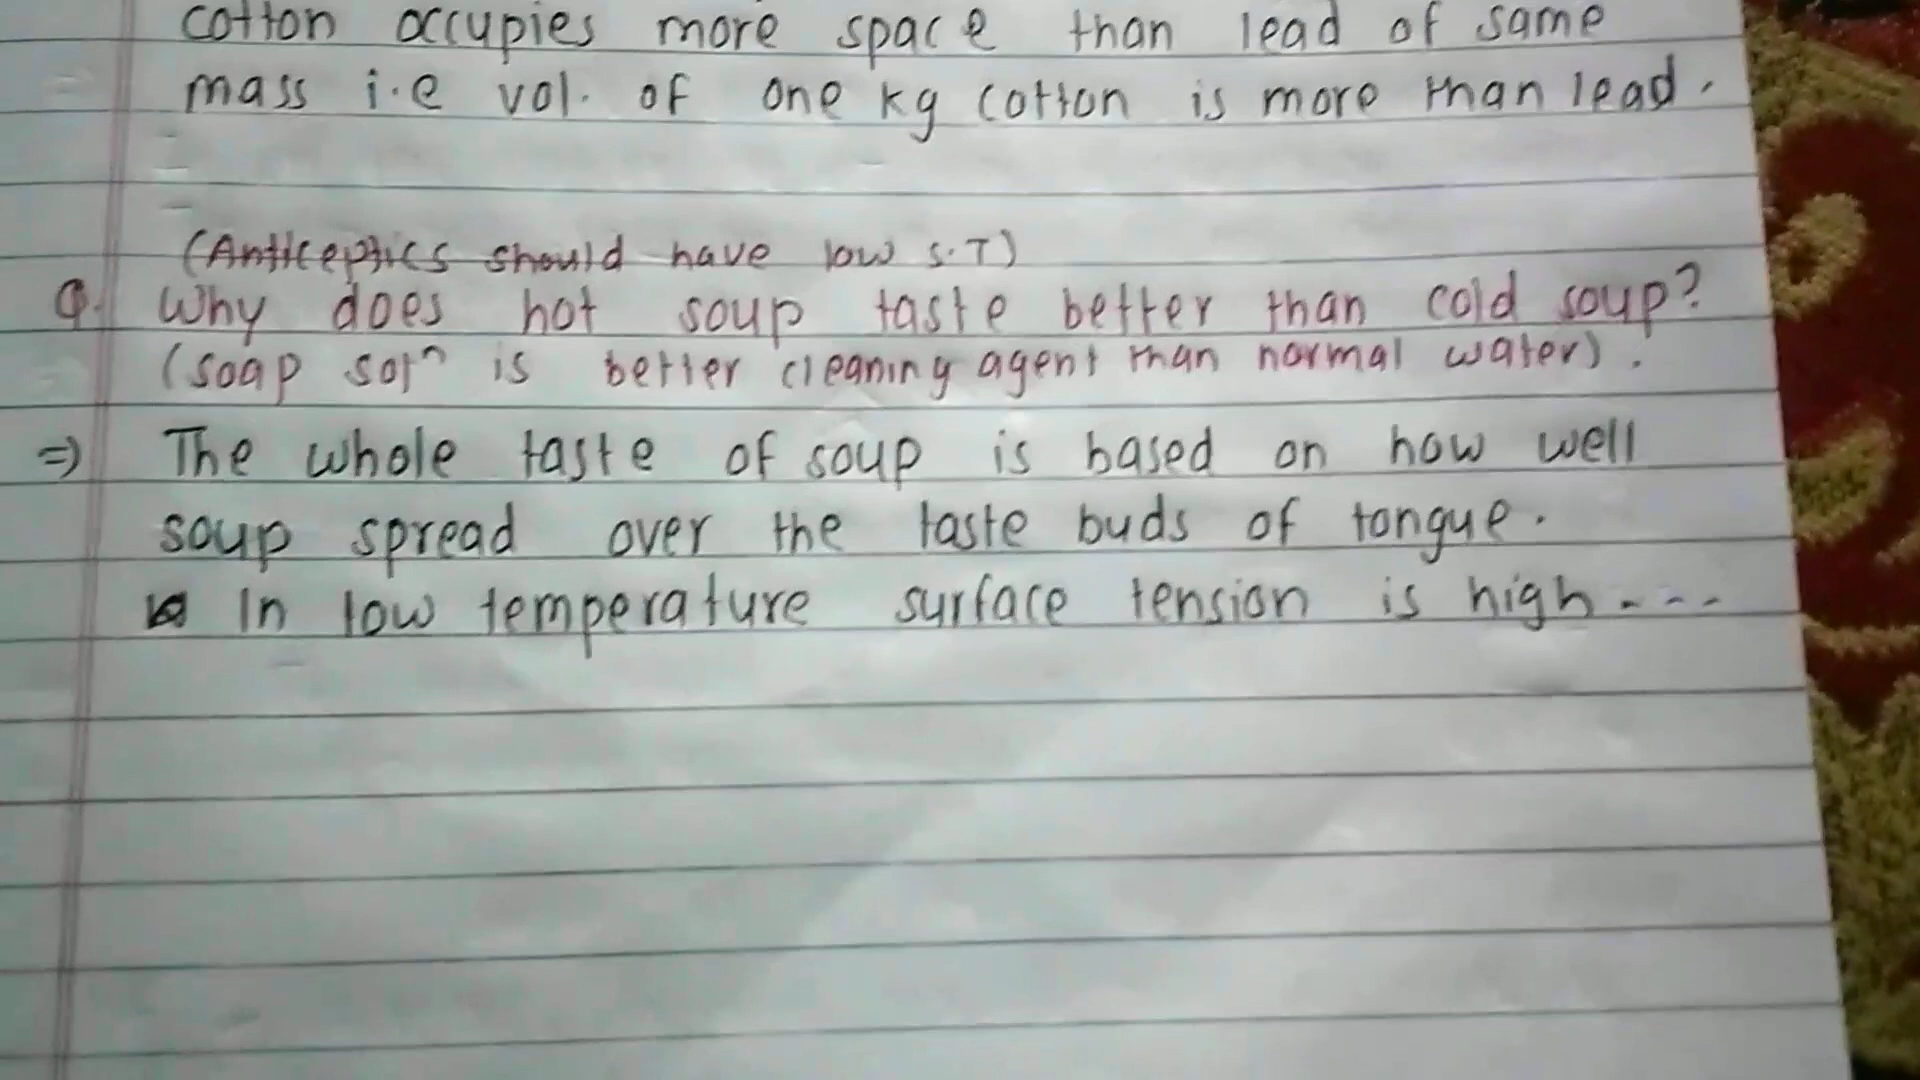 cotton occupies more space than lead of same
mass i.e vol. of one kg cotton is more than lead.
(Anticeptics should have low S.T)
Q. Why does hot soup taste better than cold soup?
(soap solⁿ is better cleaning agent than normal water).
⇒ The whole taste of soup is based on how well
soup spread over the taste buds of tongue.
In low temperature surface tension is high ----